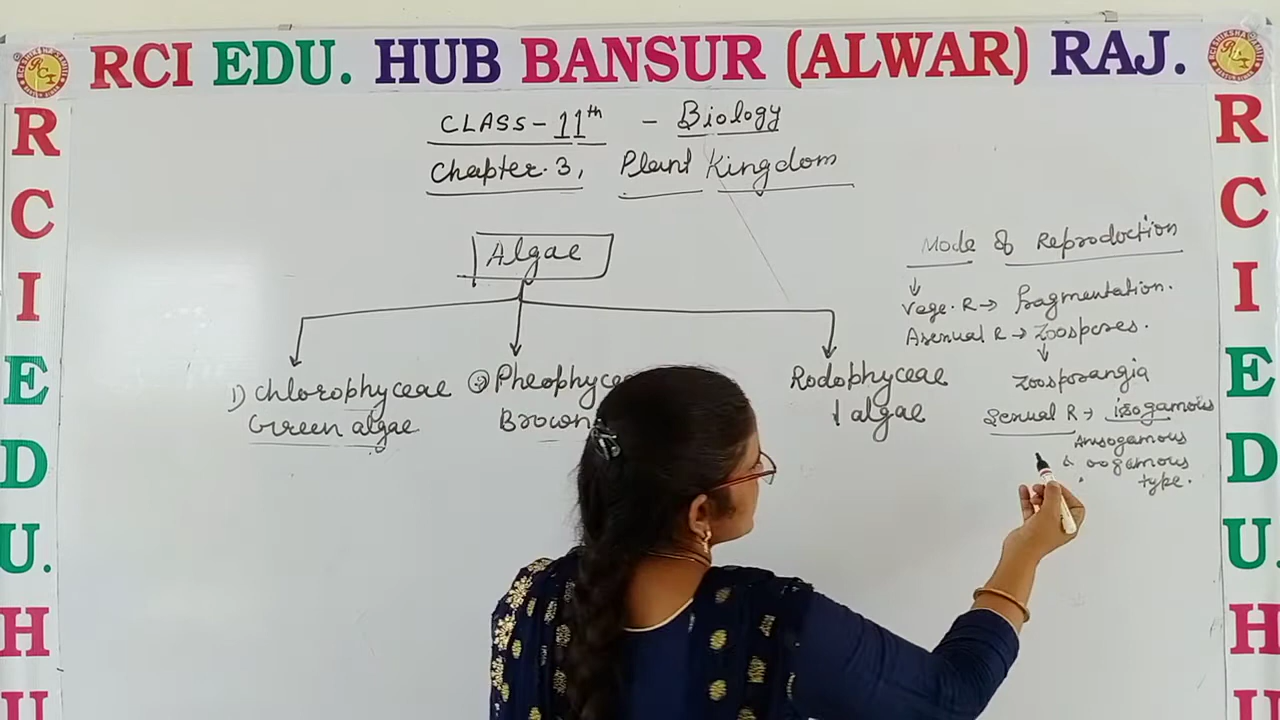 RCI EDU. HUB BANSUR (ALWAR) RAJ.
CLASS - 11th - Biology
Chapter. 3, Plant Kingdom
Algae
1) Chlorophyceae
Green algae
2) Pheophyce
Brown
Rodophyceae
d algae
Mode of Reproduction
Vege. R → fragmentation.
Asexual R → Zoospores.
Zoosporangia
Sexual R → isogamous
Anisogamous
& oogamous
type.
R
C
I
E
D
U.
H
U
R
C
I
E
D
U.
H
U